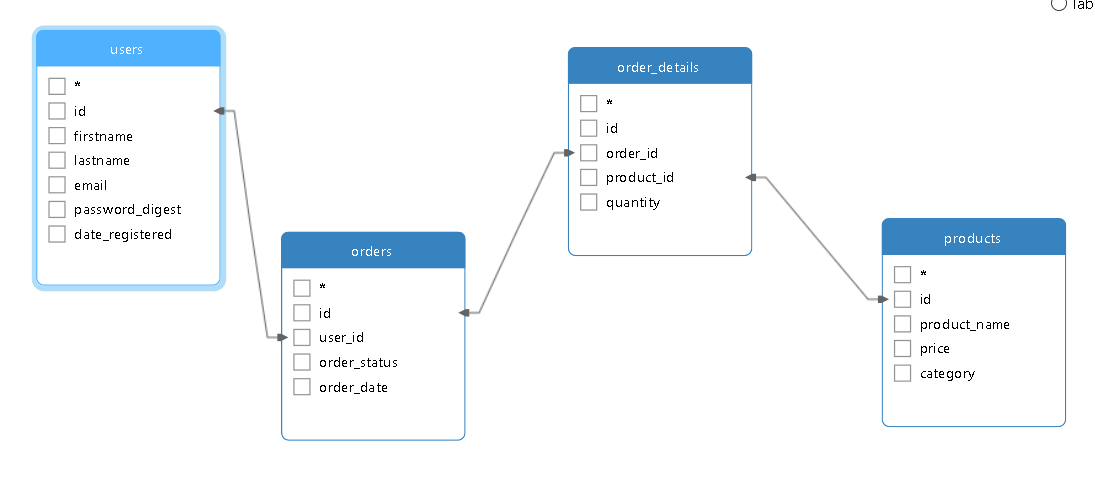 Tab
users
*
id
firstname
lastname
email
password_digest
date_registered
orders
*
id
user_id
order_status
order_date
order_details
*
id
order_id
product_id
quantity
products
*
id
product_name
price
category